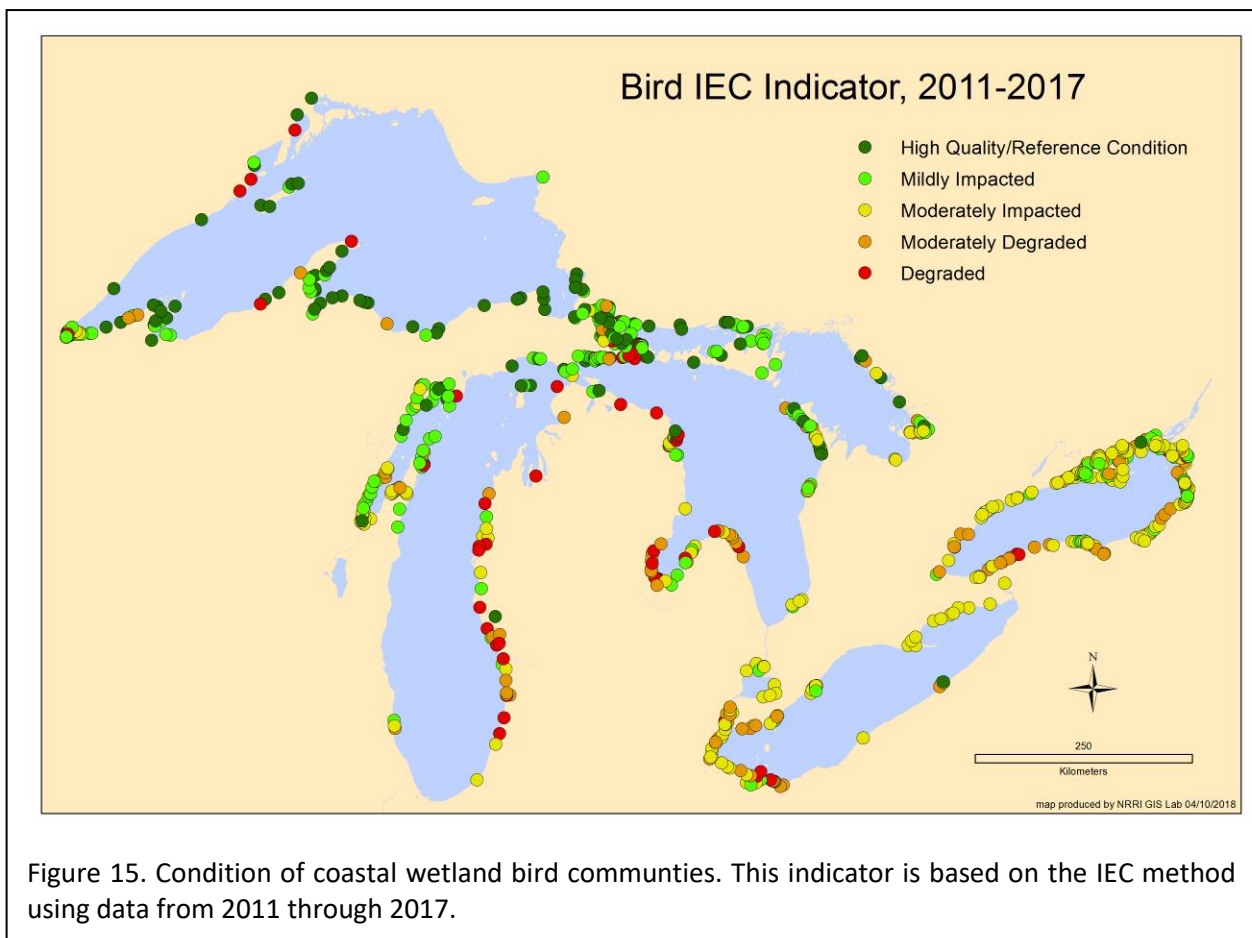 Bird IEC Indicator, 2011-2017
High Quality/Reference Condition
Mildly Impacted
Moderately Impacted
Moderately Degraded
Degraded
N
250
Kilometers
map produced by NRRI GIS Lab 04/10/2018
Figure 15. Condition of coastal wetland bird communties. This indicator is based on the IEC method
using data from 2011 through 2017.